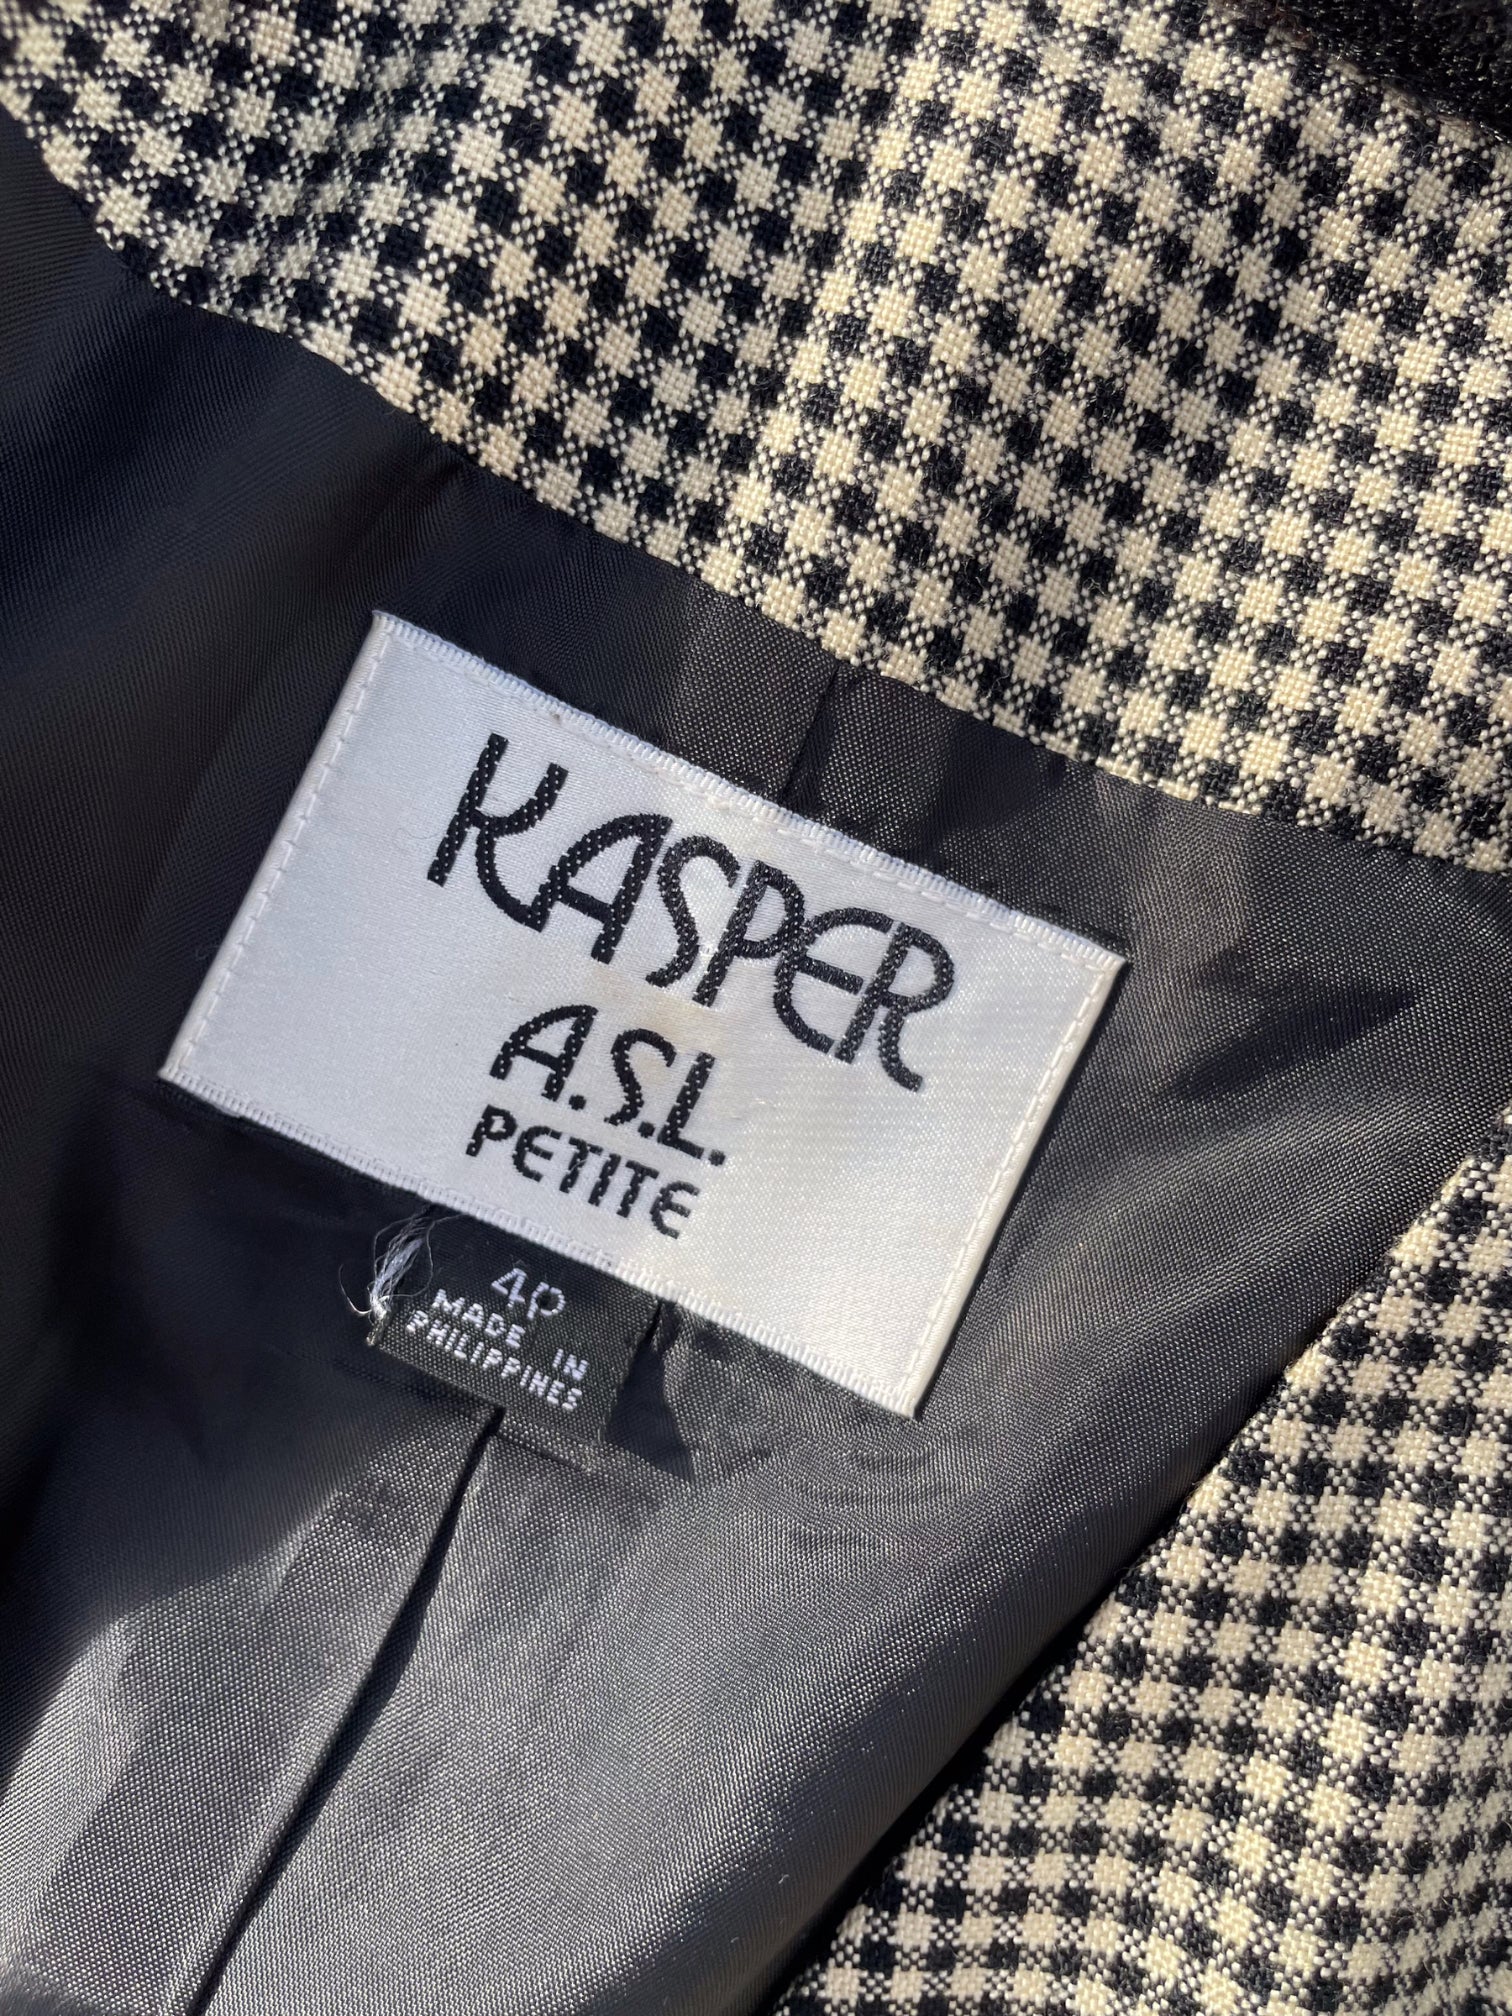 KASPER
A.S.L.
PETITE
4P
MADE IN
PHILIPPINES